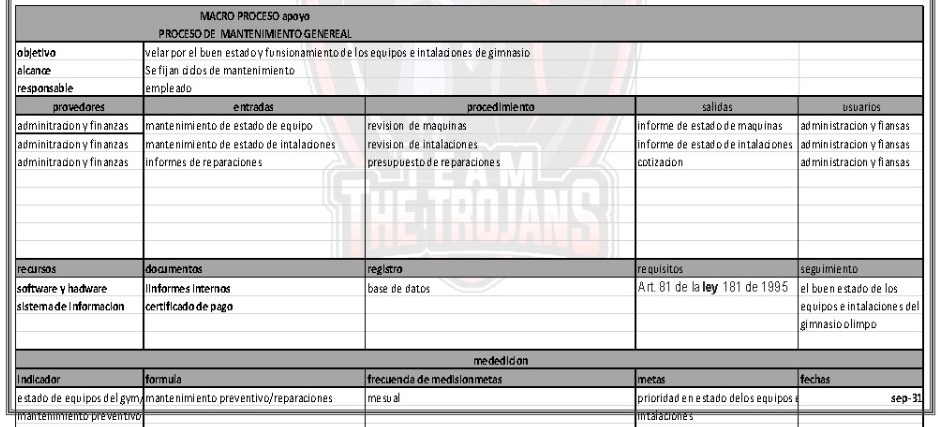 MACRO PROCESO apoyo
PROCESO DE MANTENIMIENTO GENEREAL
objetivo velar por el buen estado y funsionamiento de los equipos e intalaciones de gimnasio
alcance Se fijan ciclos de mantenimiento
responsable empleado
provedores entradas procedimiento salidas usuarios
adminitracion y finanzas mantenimiento de estado de equipo revision de maquinas informe de estado de maquinas administracion y fiansas
adminitracion y finanzas mantenimiento de estado de intalaciones revision de intalaciones informe de estado de intalaciones administracion y fiansas
adminitracion y finanzas informes de reparaciones presupuesto de reparaciones cotizacion administracion y fiansas
TEAM
THE TROJANS
recursos documentos registro requisitos seguimiento
software y hadware iinformes internos base de datos Art. 81 de la ley 181 de 1995 el buen estado de los
sistema de informacion certificado de pago equipos e intalaciones del
gimnasio olimpo
mededicion
indicador formula frecuencia de medisionmetas metas fechas
estado de equipos del gym/ mantenimiento preventivo/reparaciones mesual prioridad en estado delos equipos e sep-31
mantenimiento preventivo intalaciones